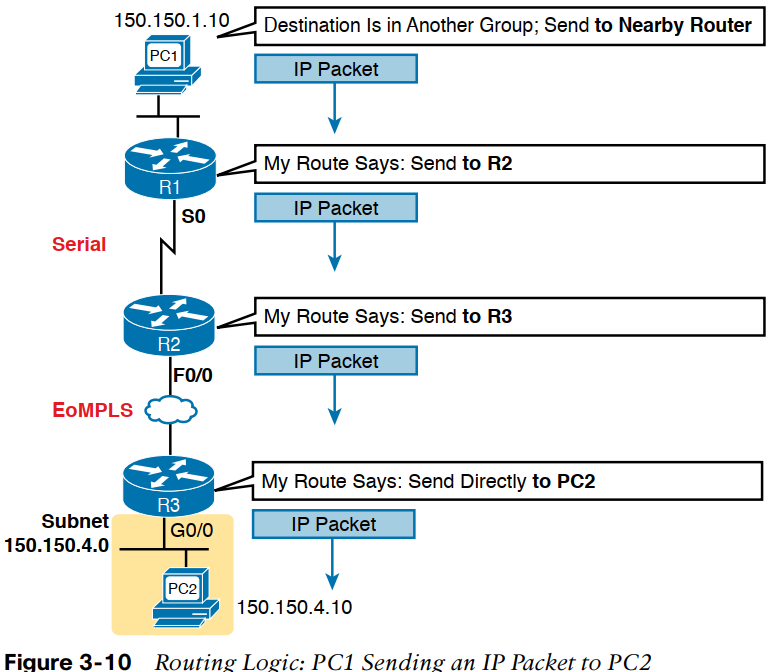 150.150.1.10
Destination Is in Another Group; Send to Nearby Router
PC1
IP Packet
My Route Says: Send to R2
R1
IP Packet
S0
Serial
My Route Says: Send to R3
R2
IP Packet
F0/0
EoMPLS
My Route Says: Send Directly to PC2
R3
Subnet
150.150.4.0
G0/0
IP Packet
PC2
150.150.4.10
Figure 3-10 Routing Logic: PC1 Sending an IP Packet to PC2